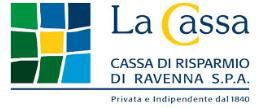 La Cassa
CASSA DI RISPARMIO
DI RAVENNA S.P.A.
Privata e Indipendente dal 1840